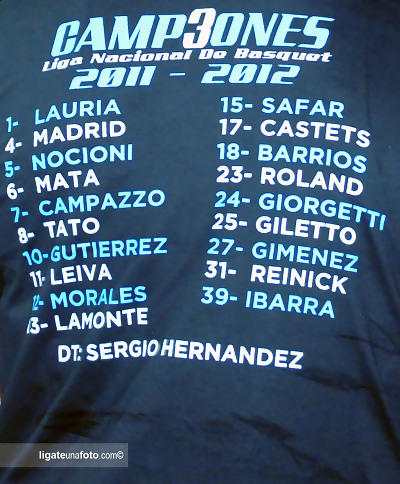 CAMP3ONES
Liga Nacional De Basquet
2011 - 2012
1- LAURIA
4- MADRID
5- NOCIONI
6- MATA
7- CAMPAZZO
8- TATO
10- GUTIERREZ
11- LEIVA
12- MORALES
13- LAMONTE
15- SAFAR
17- CASTETS
18- BARRIOS
23- ROLAND
24- GIORGETTI
25- GILETTO
27- GIMENEZ
31- REINICK
39- IBARRA
DT: SERGIO HERNANDEZ
ligateunafoto.com©